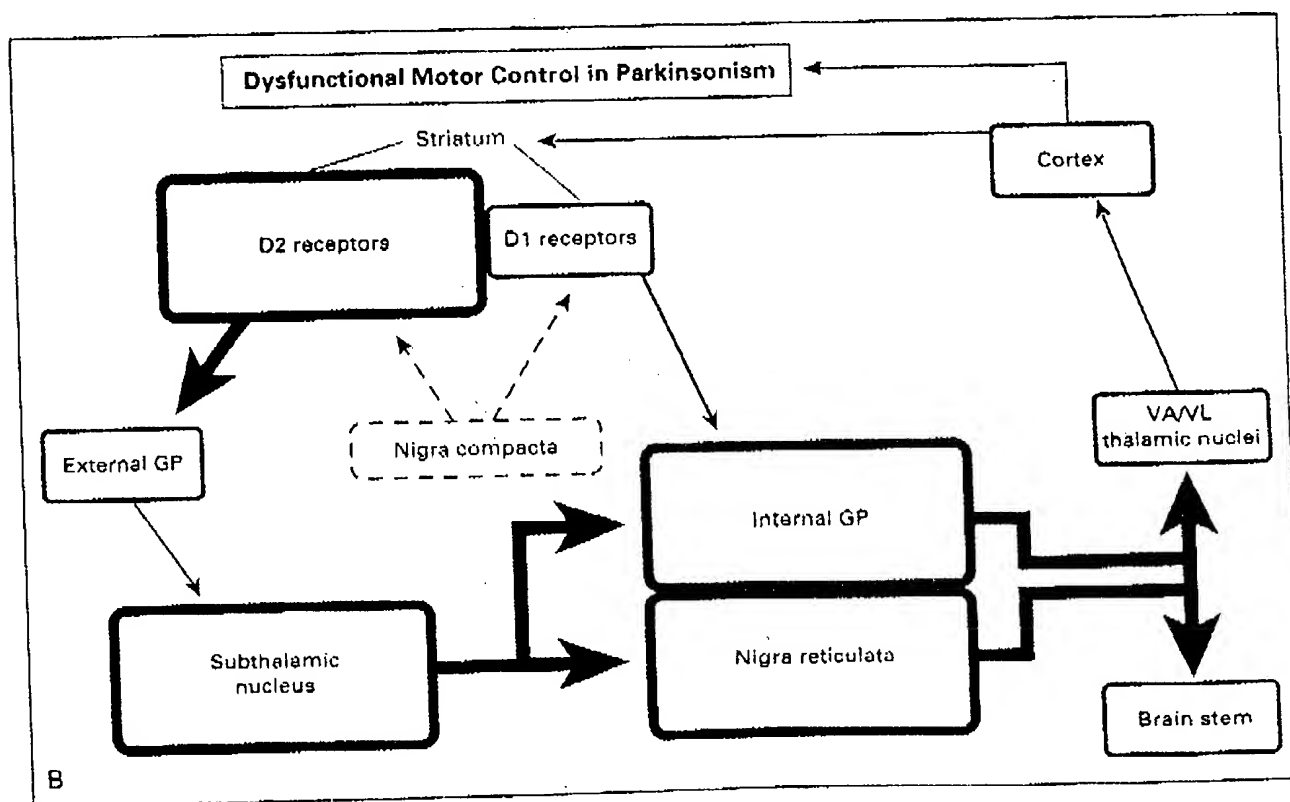 Dysfunctional Motor Control in Parkinsonism
Striatum
Cortex
D2 receptors
D1 receptors
VA/VL
thalamic nuclei
External GP
Nigra compacta
Internal GP
Subthalamic
nucleus
Nigra reticulata
Brain stem
B